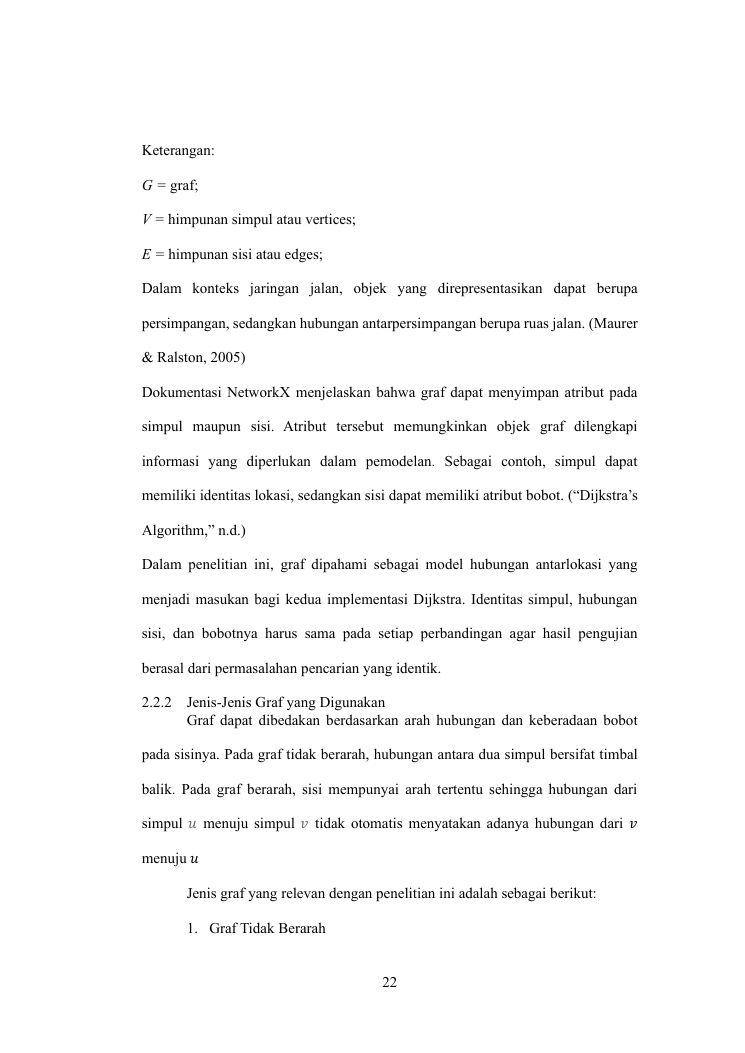 Keterangan:
G = graf;
V = himpunan simpul atau vertices;
E = himpunan sisi atau edges;
Dalam konteks jaringan jalan, objek yang direpresentasikan dapat berupa
persimpangan, sedangkan hubungan antarpersimpangan berupa ruas jalan. (Maurer
& Ralston, 2005)
Dokumentasi NetworkX menjelaskan bahwa graf dapat menyimpan atribut pada
simpul maupun sisi. Atribut tersebut memungkinkan objek graf dilengkapi
informasi yang diperlukan dalam pemodelan. Sebagai contoh, simpul dapat
memiliki identitas lokasi, sedangkan sisi dapat memiliki atribut bobot. (“Dijkstra’s
Algorithm,” n.d.)
Dalam penelitian ini, graf dipahami sebagai model hubungan antarlokasi yang
menjadi masukan bagi kedua implementasi Dijkstra. Identitas simpul, hubungan
sisi, dan bobotnya harus sama pada setiap perbandingan agar hasil pengujian
berasal dari permasalahan pencarian yang identik.
2.2.2 Jenis-Jenis Graf yang Digunakan
Graf dapat dibedakan berdasarkan arah hubungan dan keberadaan bobot
pada sisinya. Pada graf tidak berarah, hubungan antara dua simpul bersifat timbal
balik. Pada graf berarah, sisi mempunyai arah tertentu sehingga hubungan dari
simpul u menuju simpul v tidak otomatis menyatakan adanya hubungan dari v
menuju u
Jenis graf yang relevan dengan penelitian ini adalah sebagai berikut:
1. Graf Tidak Berarah
22